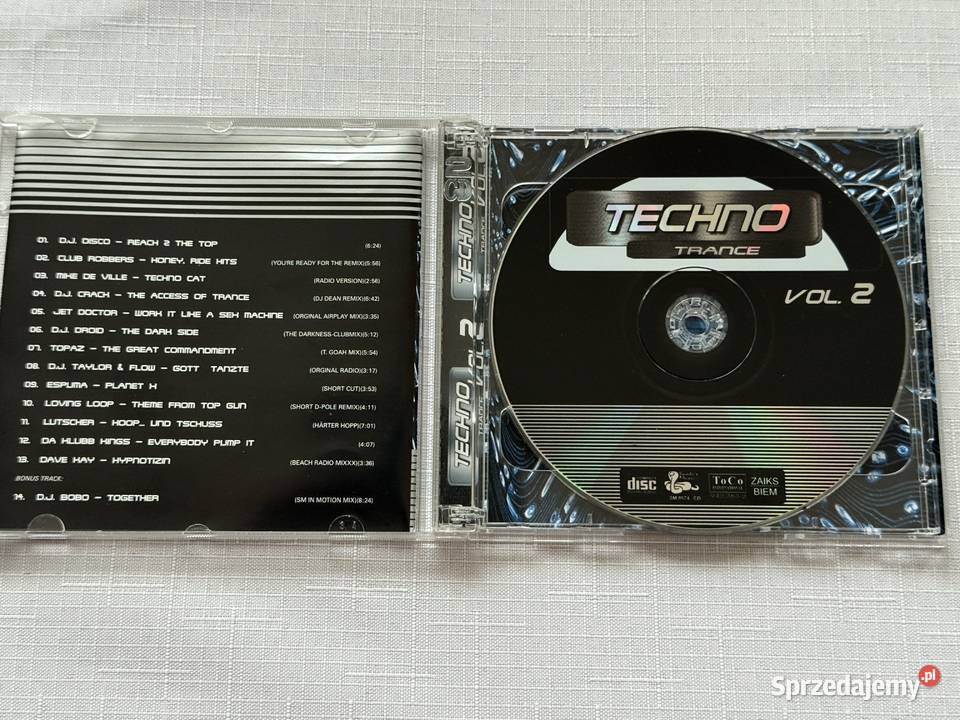 01. D.J. DISCO – REACH 2 THE TOP (6:24)
02. CLUB ROBBERS – HONEY, RIDE HITS (YOU'RE READY FOR THE REMIX)(5:58)
03. MIKE DE VILLE – TECHNO CAT (RADIO VERSION)(2:56)
04. D.J. CRACK – THE ACCESS OF TRANCE (DJ DEAN REMIX)(6:42)
05. JET DOCTOR – WORK IT LIKE A SEX MACHINE (ORGINAL AIRPLAY MIX)(3:35)
06. D.J. DROID – THE DARK SIDE (THE DARKNESS-CLUBMIX)(5:12)
07. TOPAZ – THE GREAT COMMANDMENT (T. GOAH MIX)(5:54)
08. D.J. TAYLOR & FLOW – GOTT TANZTE (ORGINAL RADIO)(3:17)
09. ESPUMA – PLANET X (SHORT CUT)(3:53)
10. LOVING LOOP – THEME FROM TOP GUN (SHORT D-POLE REMIX)(4:11)
11. LUTSCHER – HOOP_ UND TSCHUSS (HÄRTER HOPP)(7:01)
12. DA KLUBB KINGS – EVERYBODY PUMP IT (4:07)
13. DAVE KAY – HYPNOTIZIN (BEACH RADIO MIXXX)(3:36)
BONUS TRACK:
14. D.J. BOBO – TOGETHER (SM IN MOTION MIX)(8:24)
TECHNO
TRANCE
TECHNO VOL. 2
TRANCE
TECHNO
TRANCE
VOL. 2
disc
ToCo
ZAIKS
BIEM
Sprzedajemy.pl